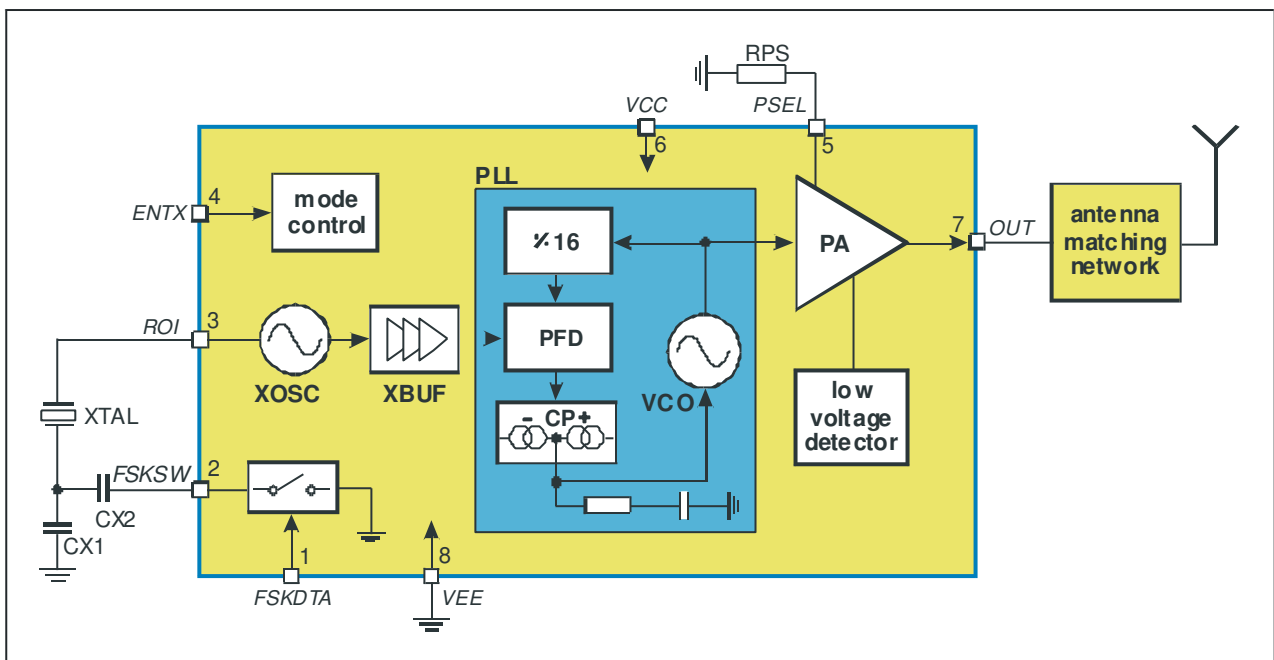 RPS
VCC
PSEL
6
5
PLL
4
ENTX
mode
control
÷16
PA
7
OUT
antenna
matching
network
3
ROI
PFD
XOSC
XBUF
VCO
low
voltage
detector
- CP +
XTAL
FSKSW
2
CX2
CX1
1
8
FSKDTA
VEE